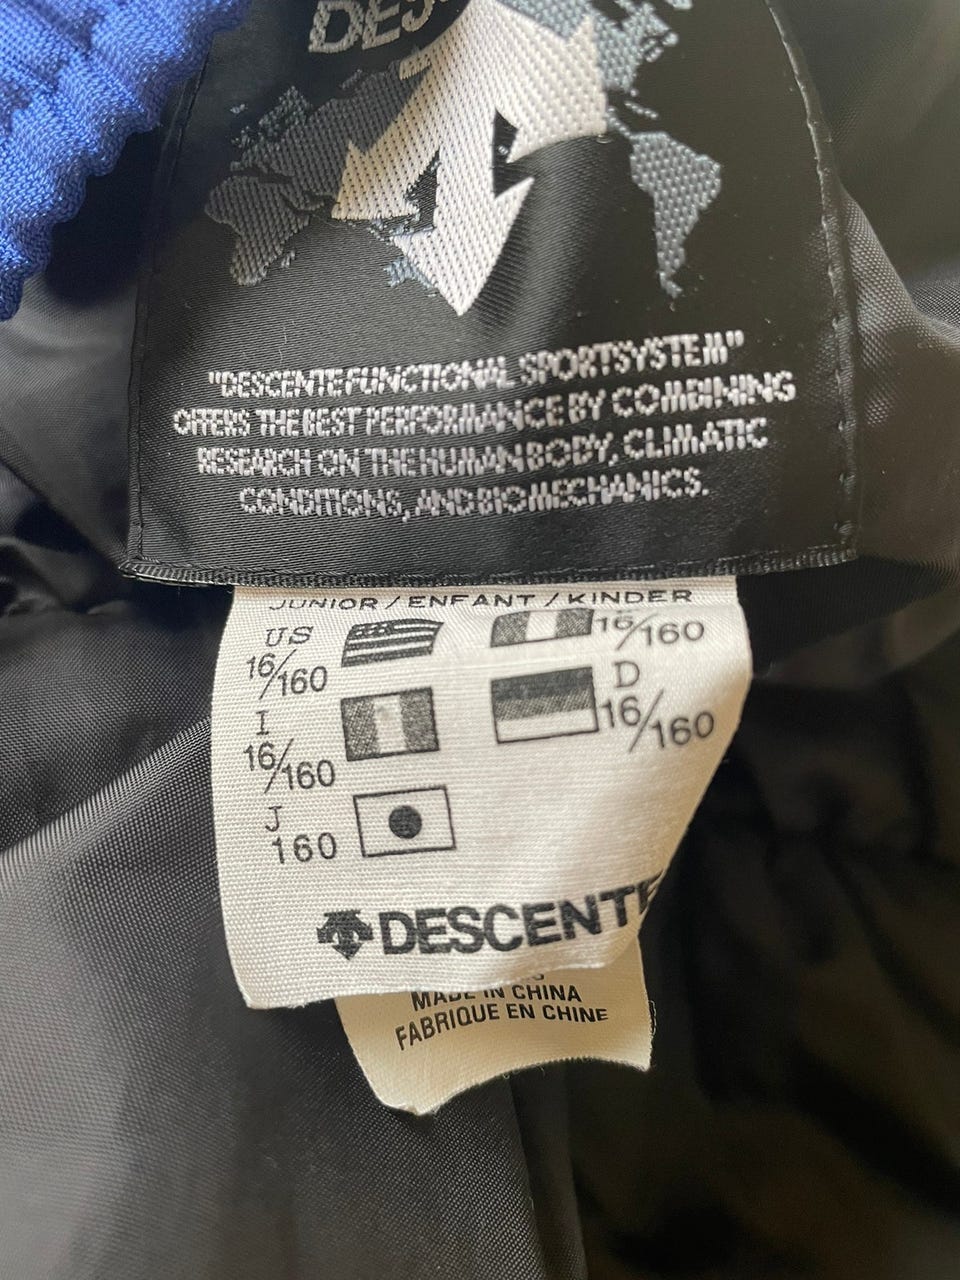 "DESCENTE FUNCTIONAL SPORTSYSTEM"
OFFERS THE BEST PERFORMANCE BY COMBINING
RESEARCH ON THE HUMAN BODY, CLIMATIC
CONDITIONS, AND BIOMECHANICS.
JUNIOR / ENFANT / KINDER
US
16/160
16/160
I
16/160
D
16/160
J
160
DESCENTE
MADE IN CHINA
FABRIQUE EN CHINE